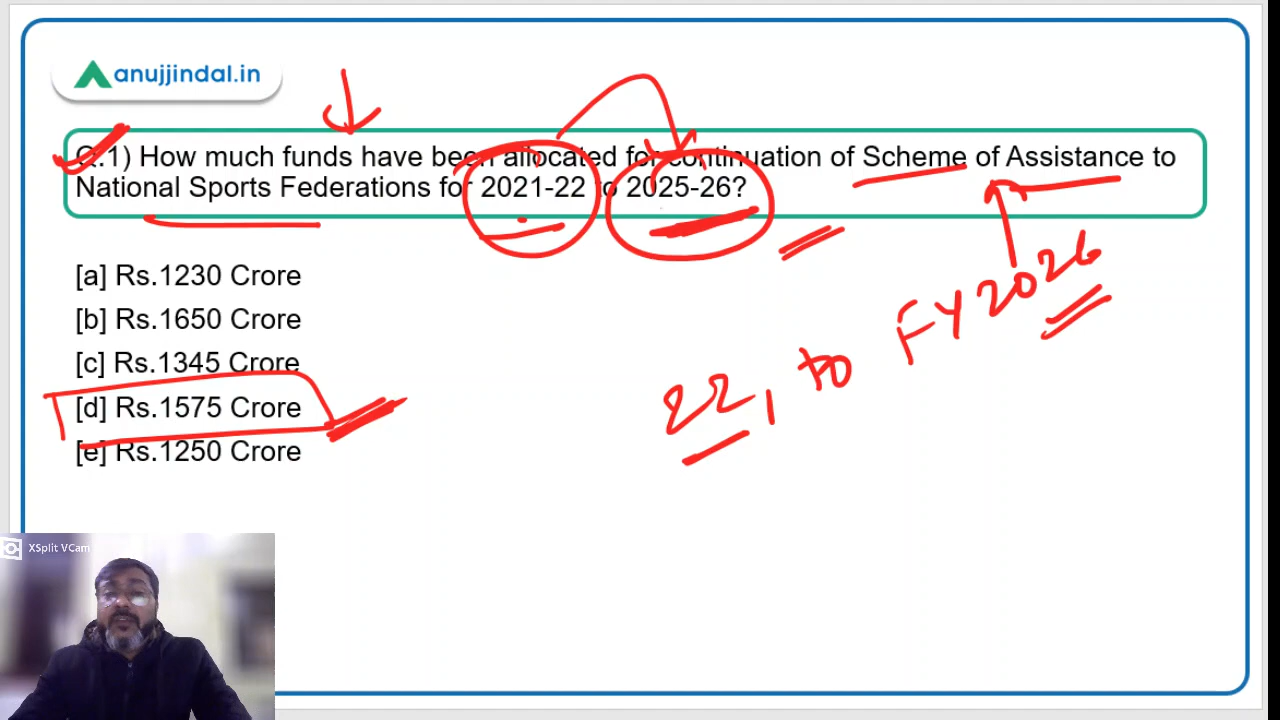 anujjindal.in
Q.1) How much funds have been allocated for continuation of Scheme of Assistance to
National Sports Federations for 2021-22 to 2025-26?
[a] Rs.1230 Crore
[b] Rs.1650 Crore
[c] Rs.1345 Crore
[d] Rs.1575 Crore
[e] Rs.1250 Crore
22, to FY2026
XSplit VCam